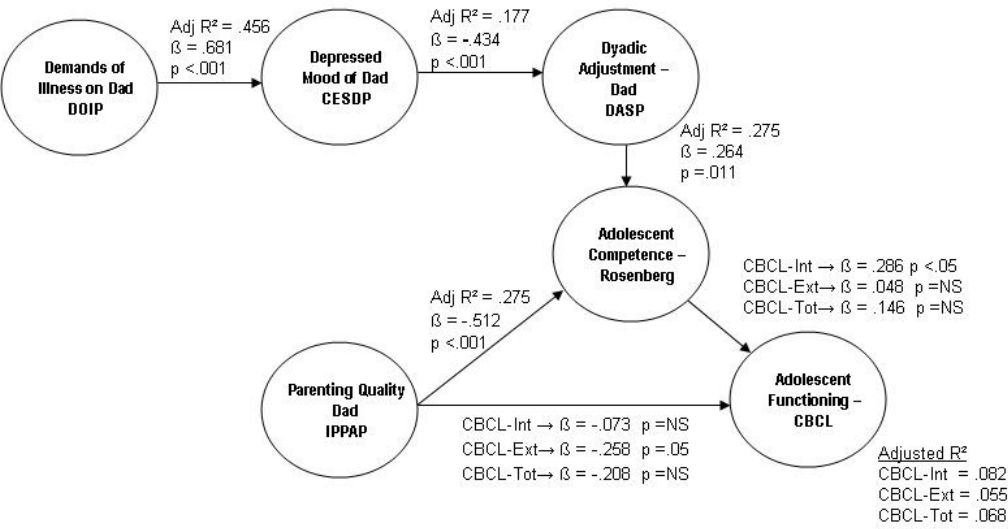 Adj R² = .456
ß = .681
p <.001
Adj R² = .177
ß = -.434
p <.001
Demands of
Illness on Dad
DOIP
Depressed
Mood of Dad
CESDP
Dyadic
Adjustment –
Dad
DASP
Adj R² = .275
ß = .264
p =.011
Adolescent
Competence –
Rosenberg
CBCL-Int → ß = .286 p <.05
CBCL-Ext→ ß = .048 p =NS
CBCL-Tot→ ß = .146 p =NS
Adj R² = .275
ß = -.512
p <.001
Parenting Quality
Dad
IPPAP
Adolescent
Functioning –
CBCL
CBCL-Int → ß = -.073 p =NS
CBCL-Ext→ ß = -.258 p =.05
CBCL-Tot→ ß = -.208 p =NS
Adjusted R²
CBCL-Int = .082
CBCL-Ext = .055
CBCL-Tot = .068